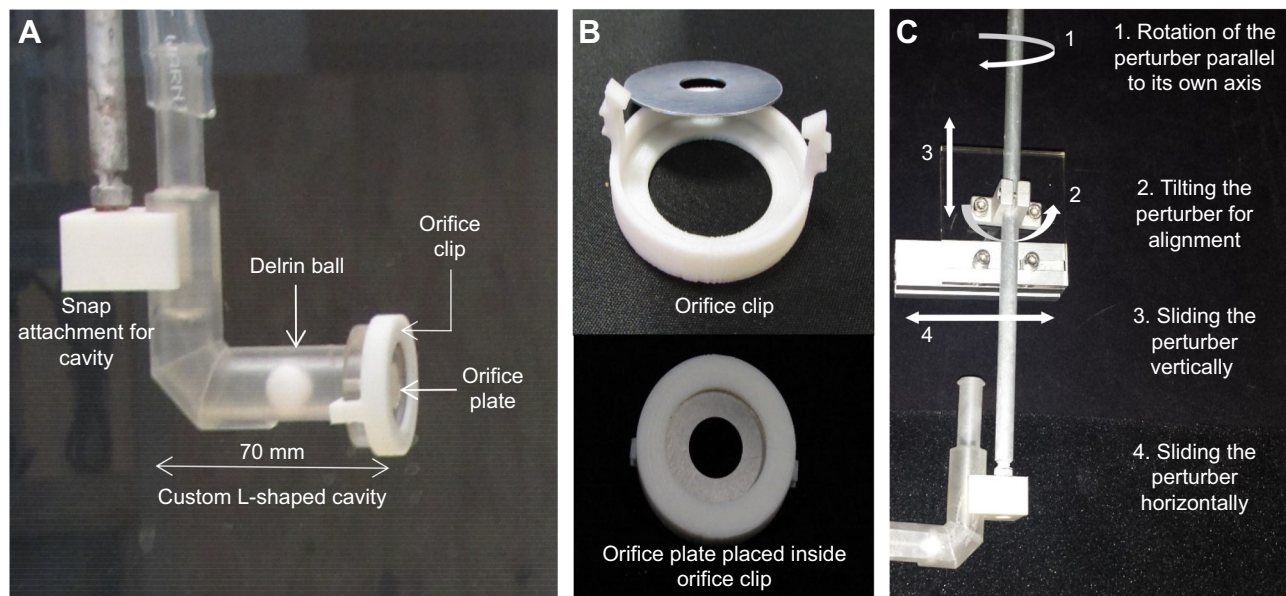 A
Snap
attachment for
cavity
Delrin ball
Orifice
clip
Orifice
plate
70 mm
Custom L-shaped cavity
B
Orifice clip
Orifice plate placed inside
orifice clip
C
1
3
2
4
1. Rotation of the
perturber parallel
to its own axis
2. Tilting the
perturber for
alignment
3. Sliding the
perturber
vertically
4. Sliding the
perturber
horizontally